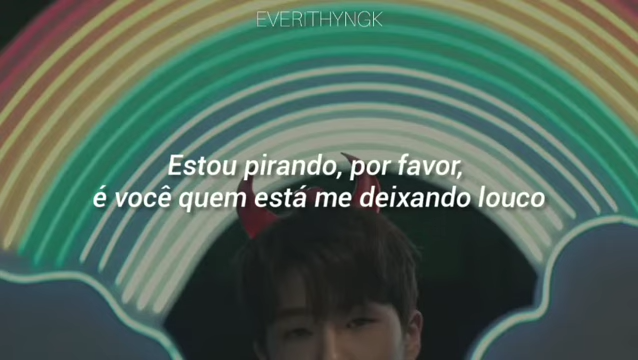 EVERITHYNGK
Estou pirando, por favor,
é você quem está me deixando louco